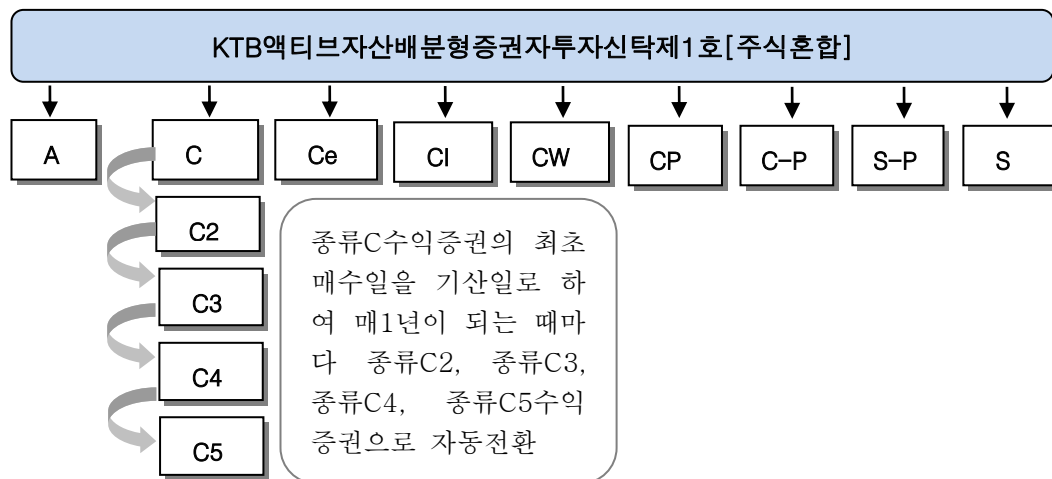 KTB액티브자산배분형증권자투자신탁제1호[주식혼합]
A
C
Ce
CI
CW
CP
C-P
S-P
S
C2
C3
C4
C5
종류C수익증권의 최초
매수일을 기산일로 하
여 매1년이 되는 때마
다 종류C2, 종류C3,
종류C4, 종류C5수익
증권으로 자동전환